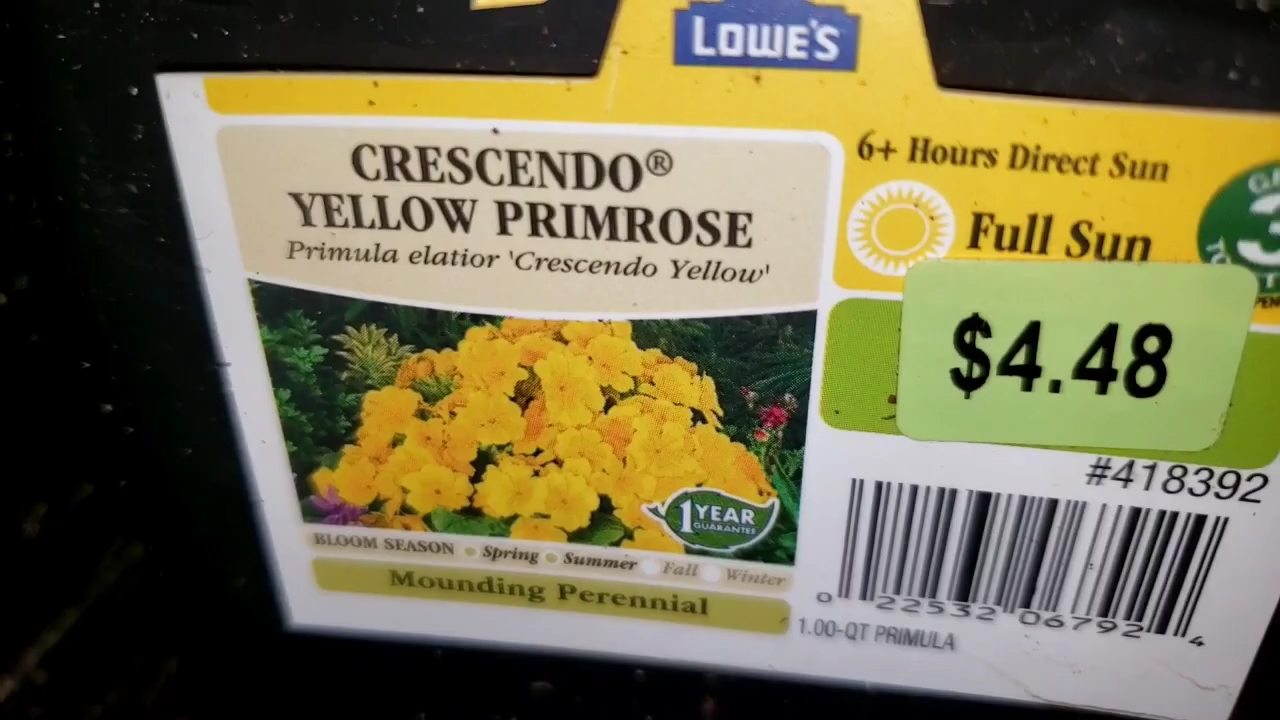 LOWE'S
CRESCENDO®
YELLOW PRIMROSE
Primula elatior 'Crescendo Yellow'
6+ Hours Direct Sun
Full Sun
$4.48
#418392
1 YEAR
GUARANTEE
BLOOM SEASON Spring Summer Fall Winter
Mounding Perennial
0 22532 06792 4
1.00-QT PRIMULA